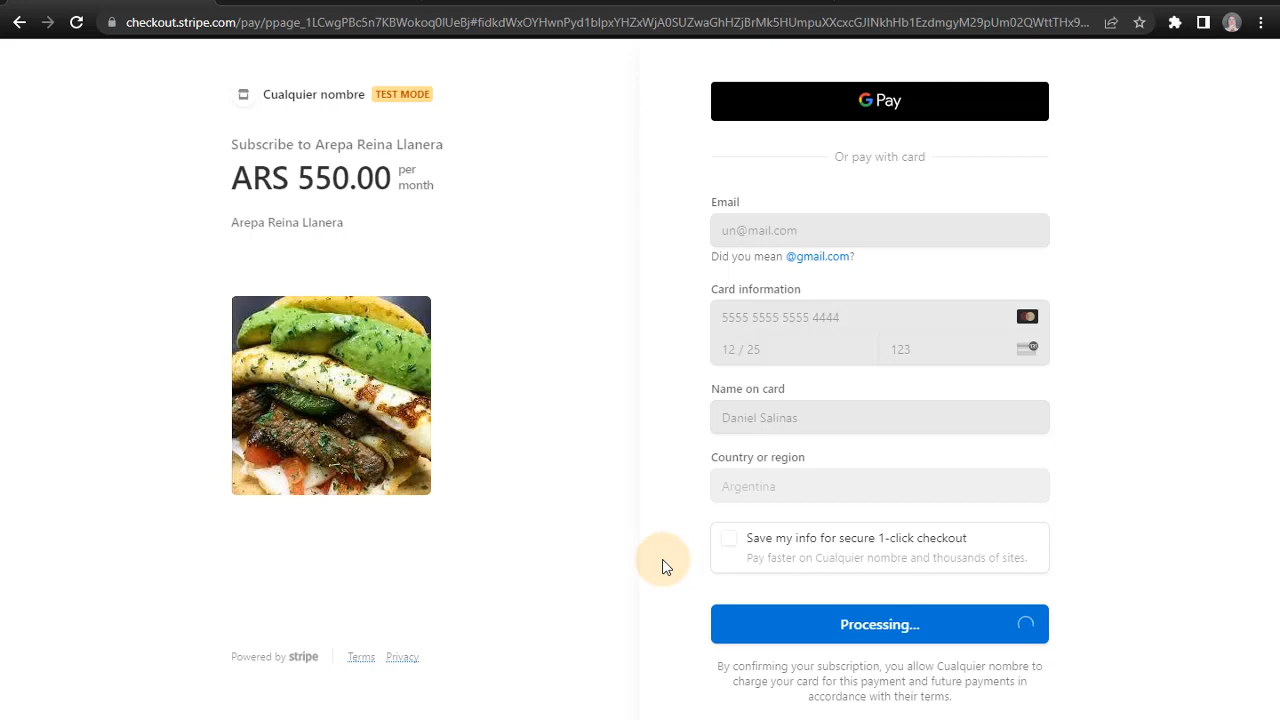 checkout.stripe.com/pay/ppage_1LCwgPBc5n7KBWokoq0lUeBj#fidkdWxOYHwnPyd1blpxYHZxWjA0SUZwaGhHZjBrMk5HUmpuXXcxcGJINkhHb1EzdmgyM29pUm02QWttTHx9...
Cualquier nombre TEST MODE
Subscribe to Arepa Reina Llanera
ARS 550.00 per month
Arepa Reina Llanera
Powered by stripe
Terms Privacy
G Pay
Or pay with card
Email
un@mail.com
Did you mean @gmail.com?
Card information
5555 5555 5555 4444
12 / 25 123
Name on card
Daniel Salinas
Country or region
Argentina
Save my info for secure 1-click checkout
Pay faster on Cualquier nombre and thousands of sites.
Processing...
By confirming your subscription, you allow Cualquier nombre to
charge your card for this payment and future payments in
accordance with their terms.